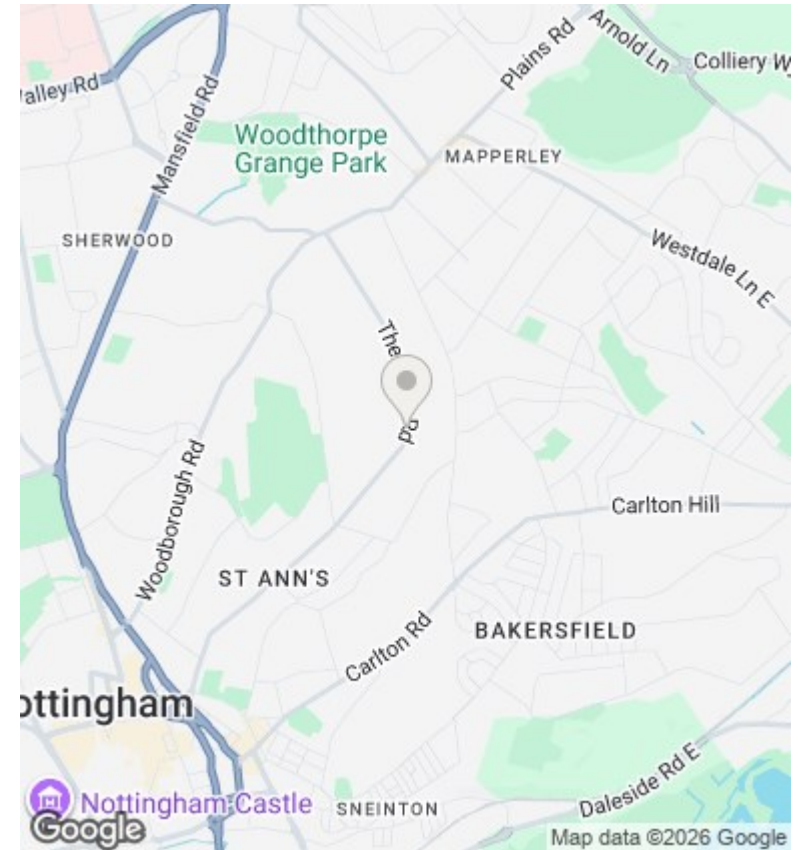 Arnold Ln
Colliery Wy
Plains Rd
Valley Rd
Mansfield Rd
Woodthorpe
Grange Park
MAPPERLEY
SHERWOOD
Westdale Ln E
The
Rd
Woodborough Rd
Carlton Hill
ST ANN'S
BAKERSFIELD
Carlton Rd
ottingham
Daleside Rd E
Nottingham Castle
SNEINTON
Google
Map data ©2026 Google